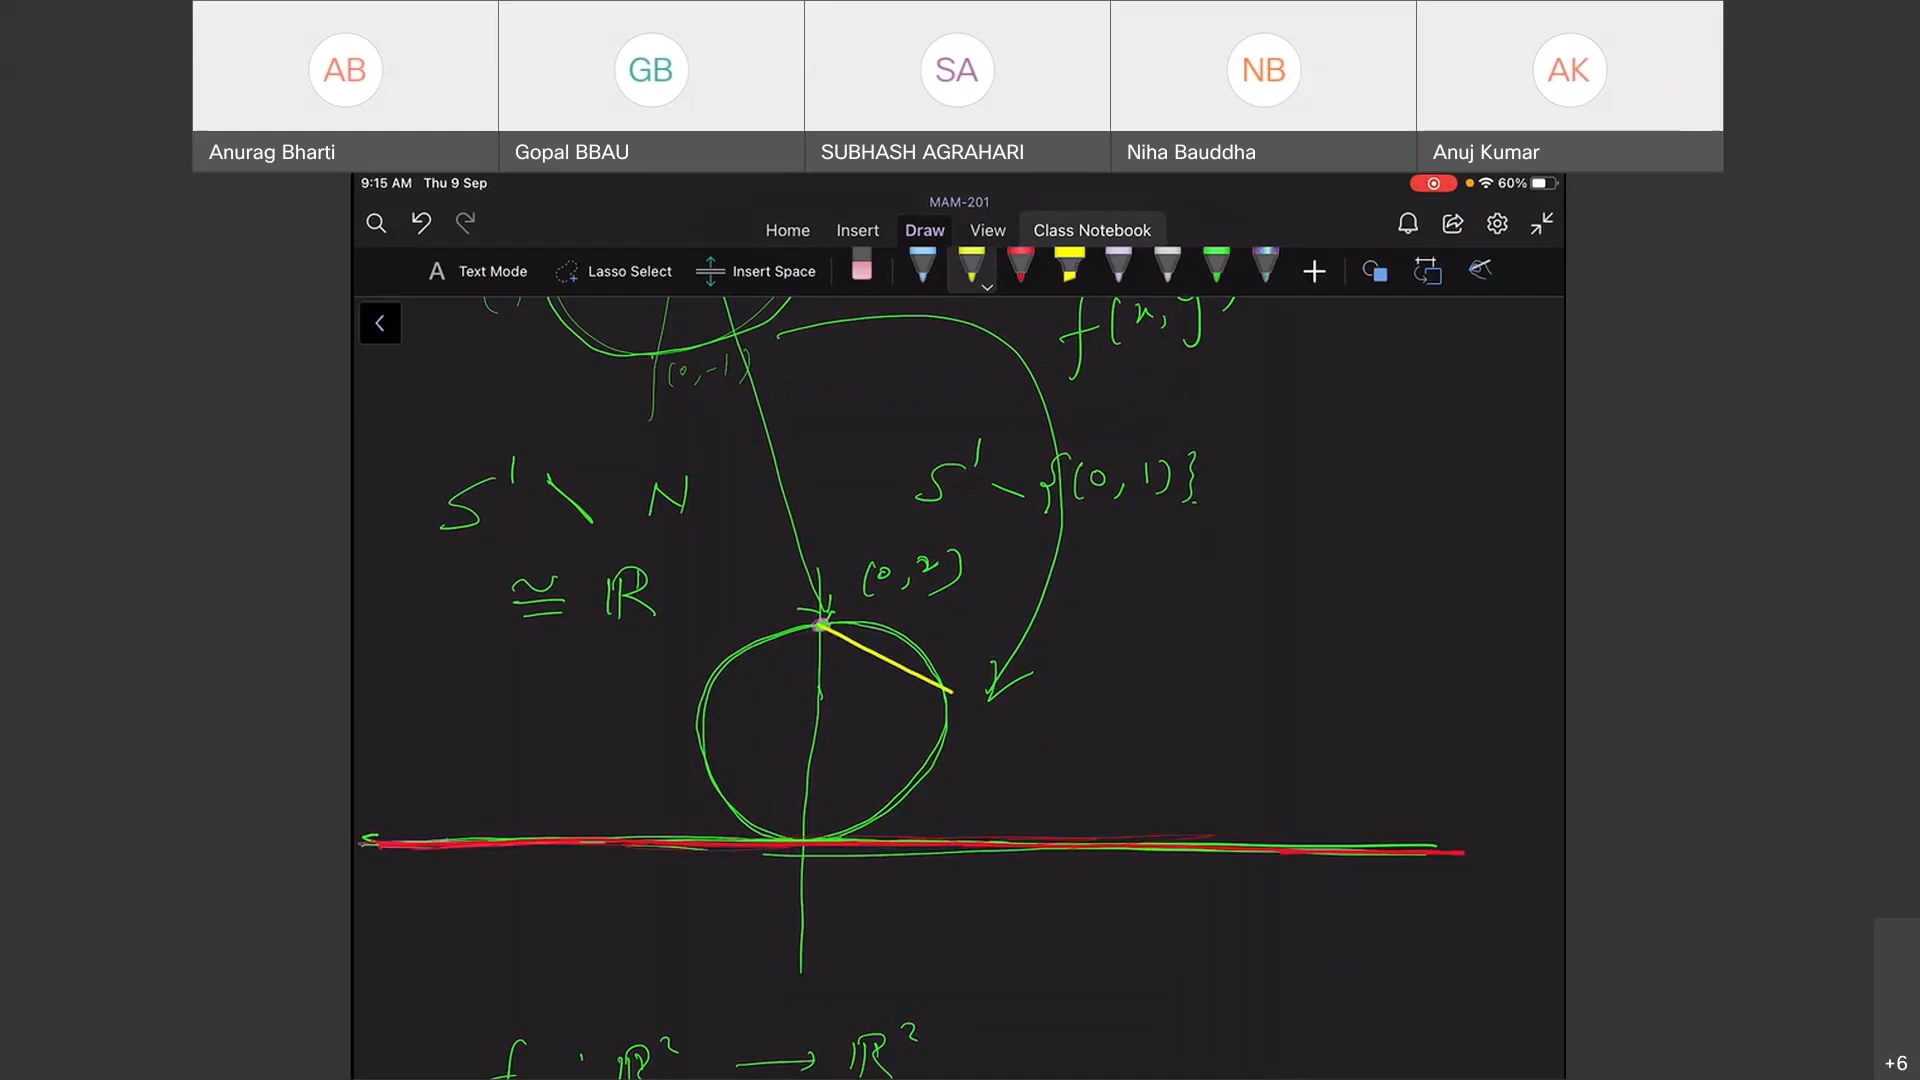 AB GB SA NB AK
Anurag Bharti Gopal BBAU SUBHASH AGRAHARI Niha Bauddha Anuj Kumar
9:15 AM Thu 9 Sep 60%
MAM-201
Home Insert Draw View Class Notebook
A Text Mode Lasso Select Insert Space
f(x, y)
(0, -1)
S¹ \ N S¹ \ {(0, 1)}
≅ ℝ
(0, 2)
f : ℝ² → ℝ²
+6